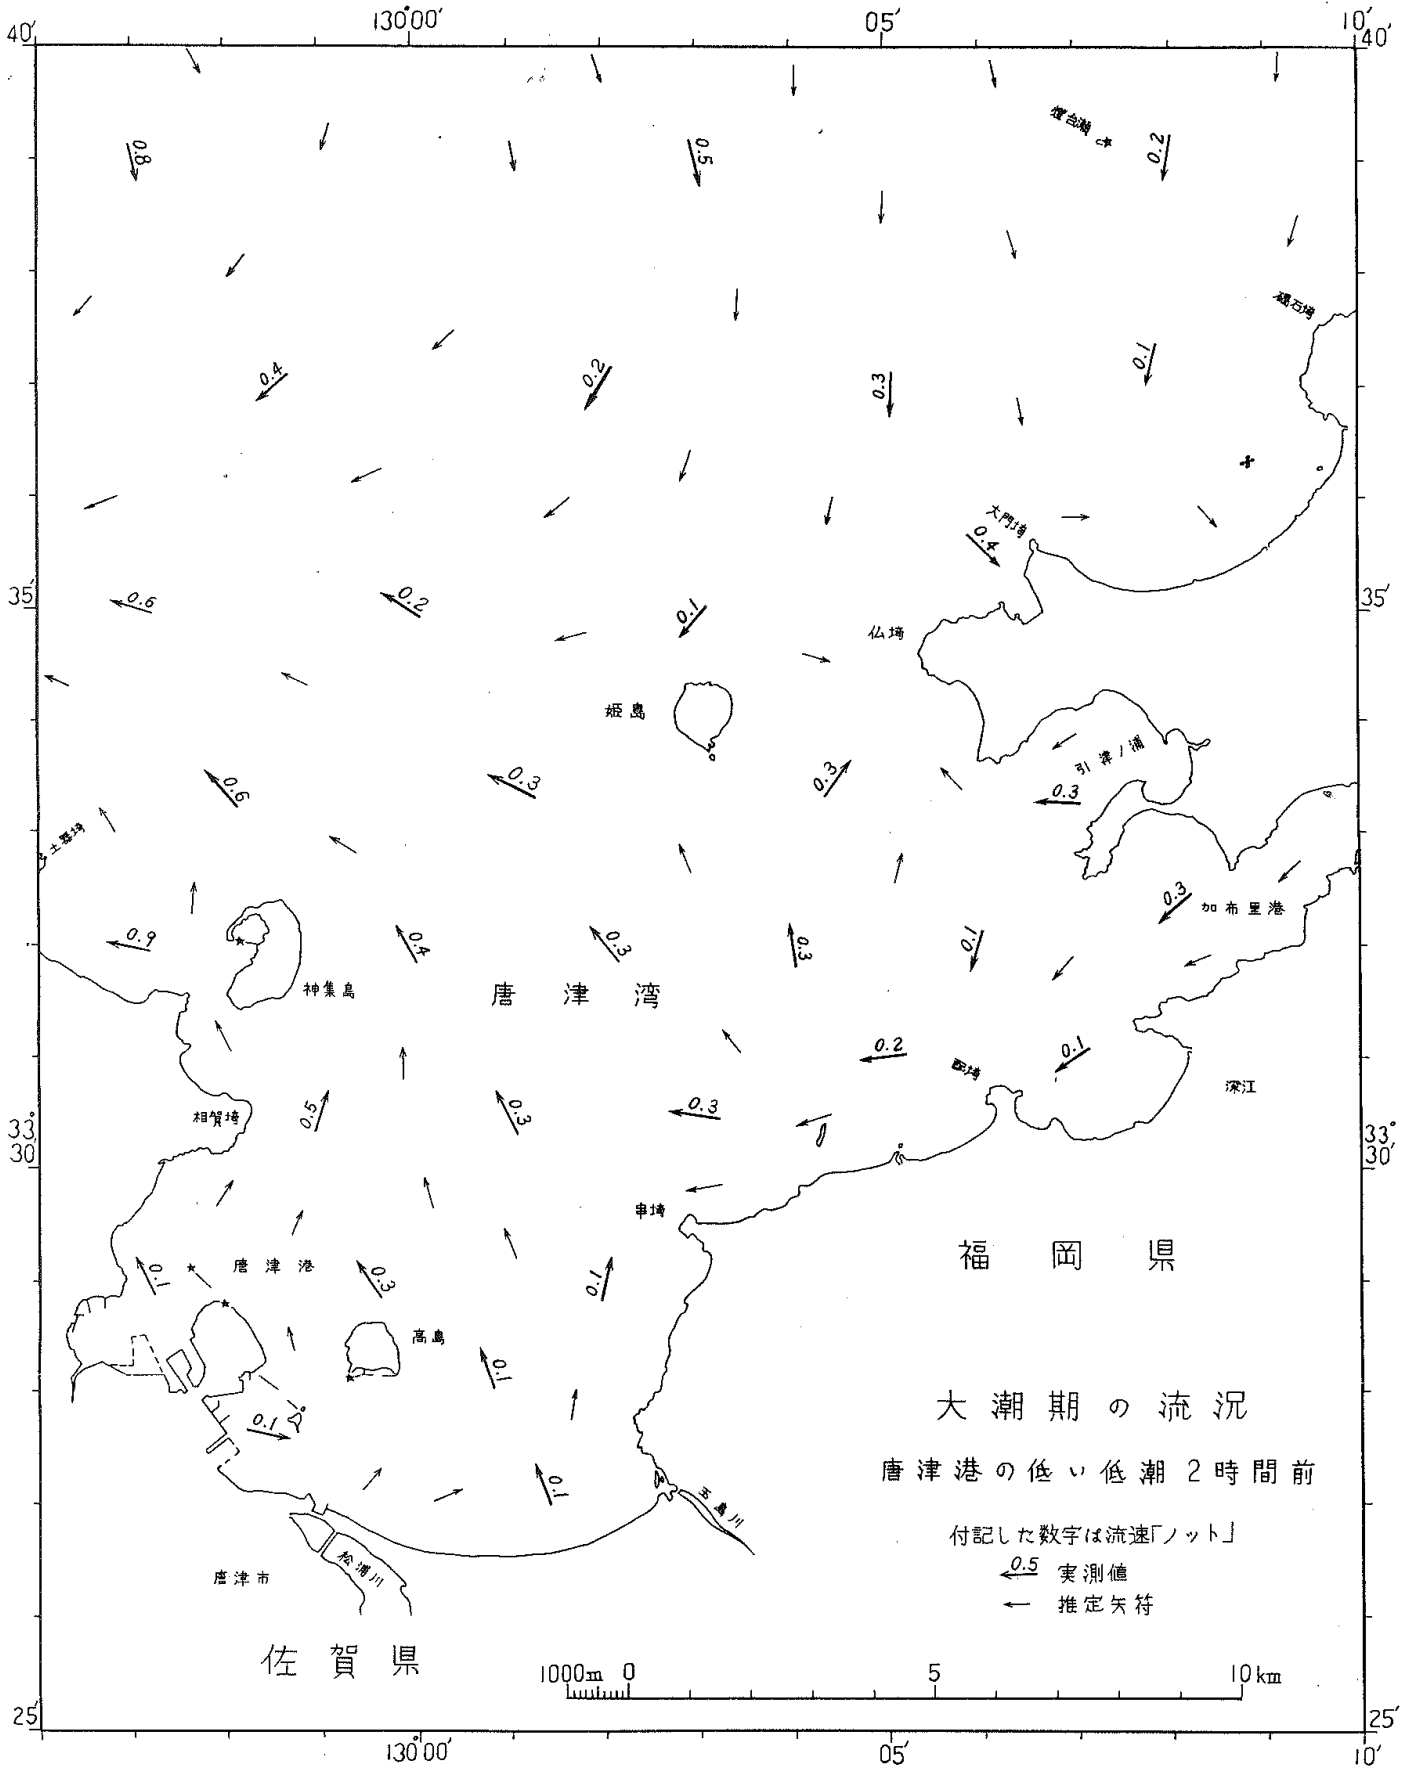 130°00′
05′
10′
40′
40′
0.8
0.5
燈台瀬
0.2
碁石埼
0.4
0.2
0.3
0.1
大門埼
0.4
35′
0.6
0.2
0.1
仏埼
35′
姫島
引津ノ浦
0.6
0.3
0.3
0.3
土器埼
0.3
加布里港
0.9
0.4
0.3
0.3
0.1
神集島
唐津湾
0.2
0.1
深江
相賀埼
0.5
0.3
0.3
33°
30′
33°
30′
串埼
福岡県
唐津港
0.1
0.3
0.1
高島
0.1
0.1
大潮期の流況
唐津港の低い低潮2時間前
0.1
玉島川
付記した数字は流速「ノット」
0.5 実測値
推定矢符
唐津市
松浦川
佐賀県
1000m 0 5 10km
25′
25′
130°00′
05′
10′